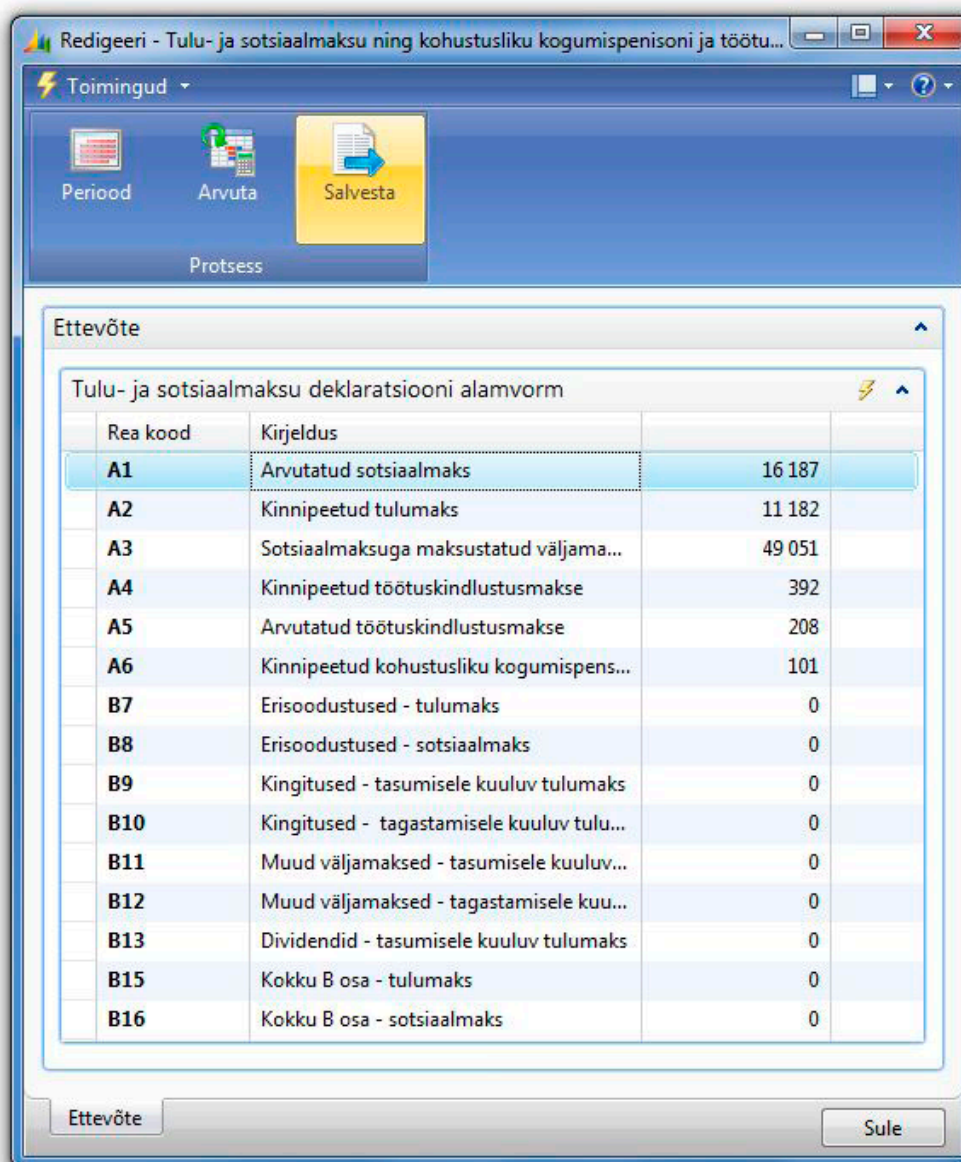 Redigeeri - Tulu- ja sotsiaalmaksu ning kohustusliku kogumispenisoni ja töötu...
Toimingud
Periood Arvuta Salvesta
Protsess
Ettevõte
Tulu- ja sotsiaalmaksu deklaratsiooni alamvorm
Rea kood Kirjeldus
A1 Arvutatud sotsiaalmaks 16 187
A2 Kinnipeetud tulumaks 11 182
A3 Sotsiaalmaksuga maksustatud väljama... 49 051
A4 Kinnipeetud töötuskindlustusmakse 392
A5 Arvutatud töötuskindlustusmakse 208
A6 Kinnipeetud kohustusliku kogumispens... 101
B7 Erisoodustused - tulumaks 0
B8 Erisoodustused - sotsiaalmaks 0
B9 Kingitused - tasumisele kuuluv tulumaks 0
B10 Kingitused - tagastamisele kuuluv tulu... 0
B11 Muud väljamaksed - tasumisele kuuluv... 0
B12 Muud väljamaksed - tagastamisele kuu... 0
B13 Dividendid - tasumisele kuuluv tulumaks 0
B15 Kokku B osa - tulumaks 0
B16 Kokku B osa - sotsiaalmaks 0
Ettevõte
Sule